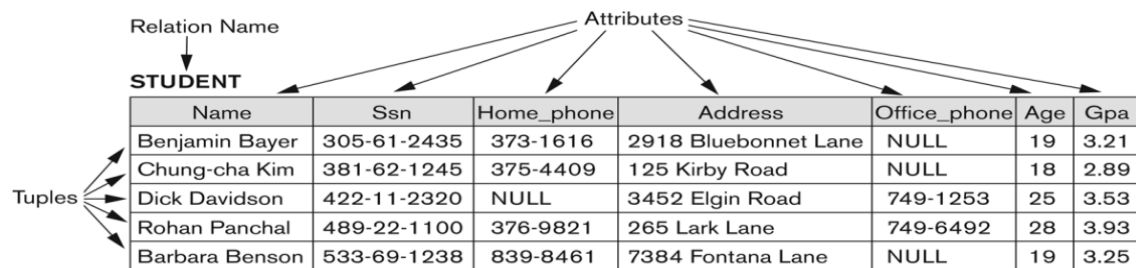 Relation Name
Attributes
STUDENT
Name Ssn Home_phone Address Office_phone Age Gpa
Benjamin Bayer 305-61-2435 373-1616 2918 Bluebonnet Lane NULL 19 3.21
Chung-cha Kim 381-62-1245 375-4409 125 Kirby Road NULL 18 2.89
Tuples Dick Davidson 422-11-2320 NULL 3452 Elgin Road 749-1253 25 3.53
Rohan Panchal 489-22-1100 376-9821 265 Lark Lane 749-6492 28 3.93
Barbara Benson 533-69-1238 839-8461 7384 Fontana Lane NULL 19 3.25